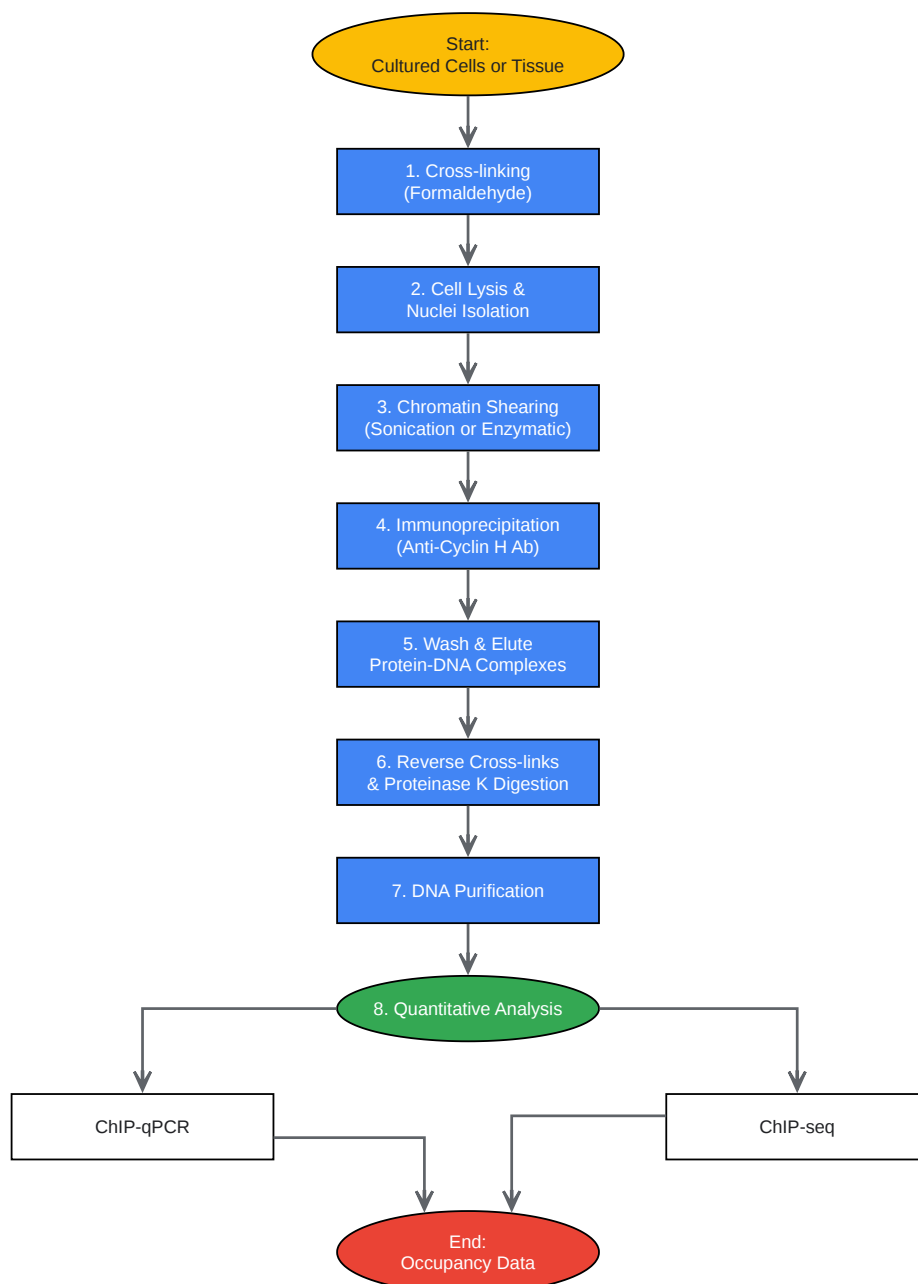 Start:
Cultured Cells or Tissue
1. Cross-linking
(Formaldehyde)
2. Cell Lysis &
Nuclei Isolation
3. Chromatin Shearing
(Sonication or Enzymatic)
4. Immunoprecipitation
(Anti-Cyclin H Ab)
5. Wash & Elute
Protein-DNA Complexes
6. Reverse Cross-links
& Proteinase K Digestion
7. DNA Purification
8. Quantitative Analysis
ChIP-qPCR
ChIP-seq
End:
Occupancy Data